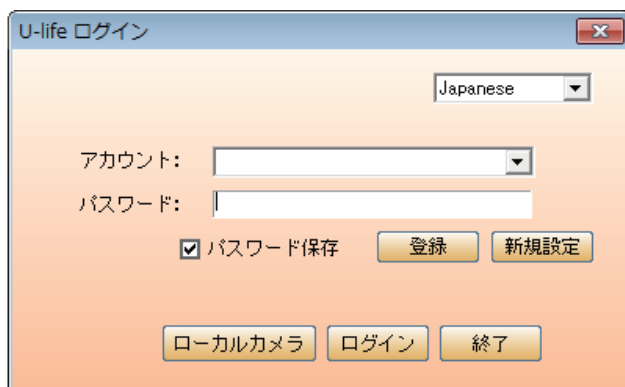 U-life ログイン
Japanese
アカウント:
パスワード:
パスワード保存 登録 新規設定
ローカルカメラ ログイン 終了